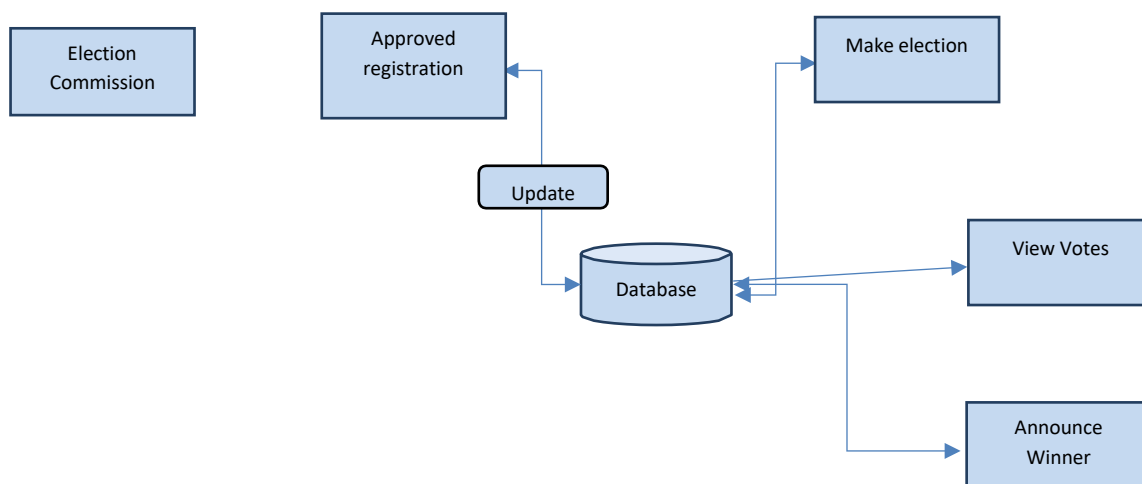 Election
Commission
Approved
registration
Make election
Update
Database
View Votes
Announce
Winner